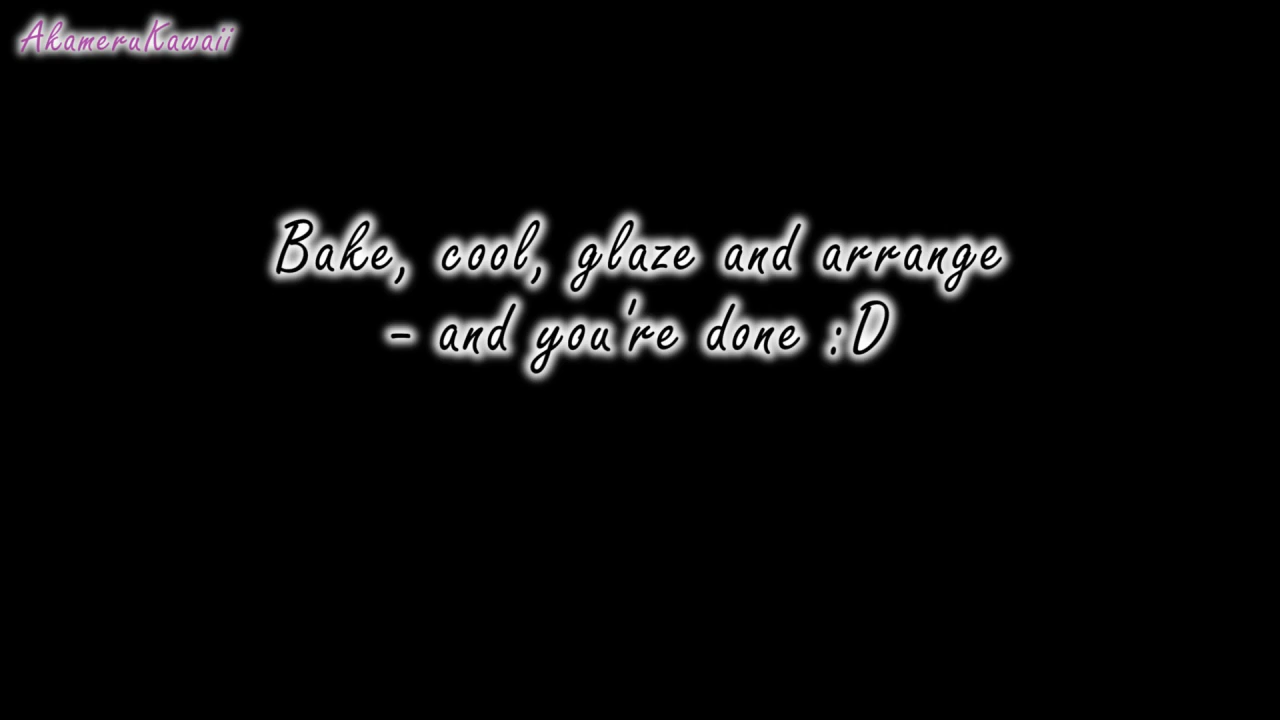 AkameruKawaii
Bake, cool, glaze and arrange
- and you're done :D